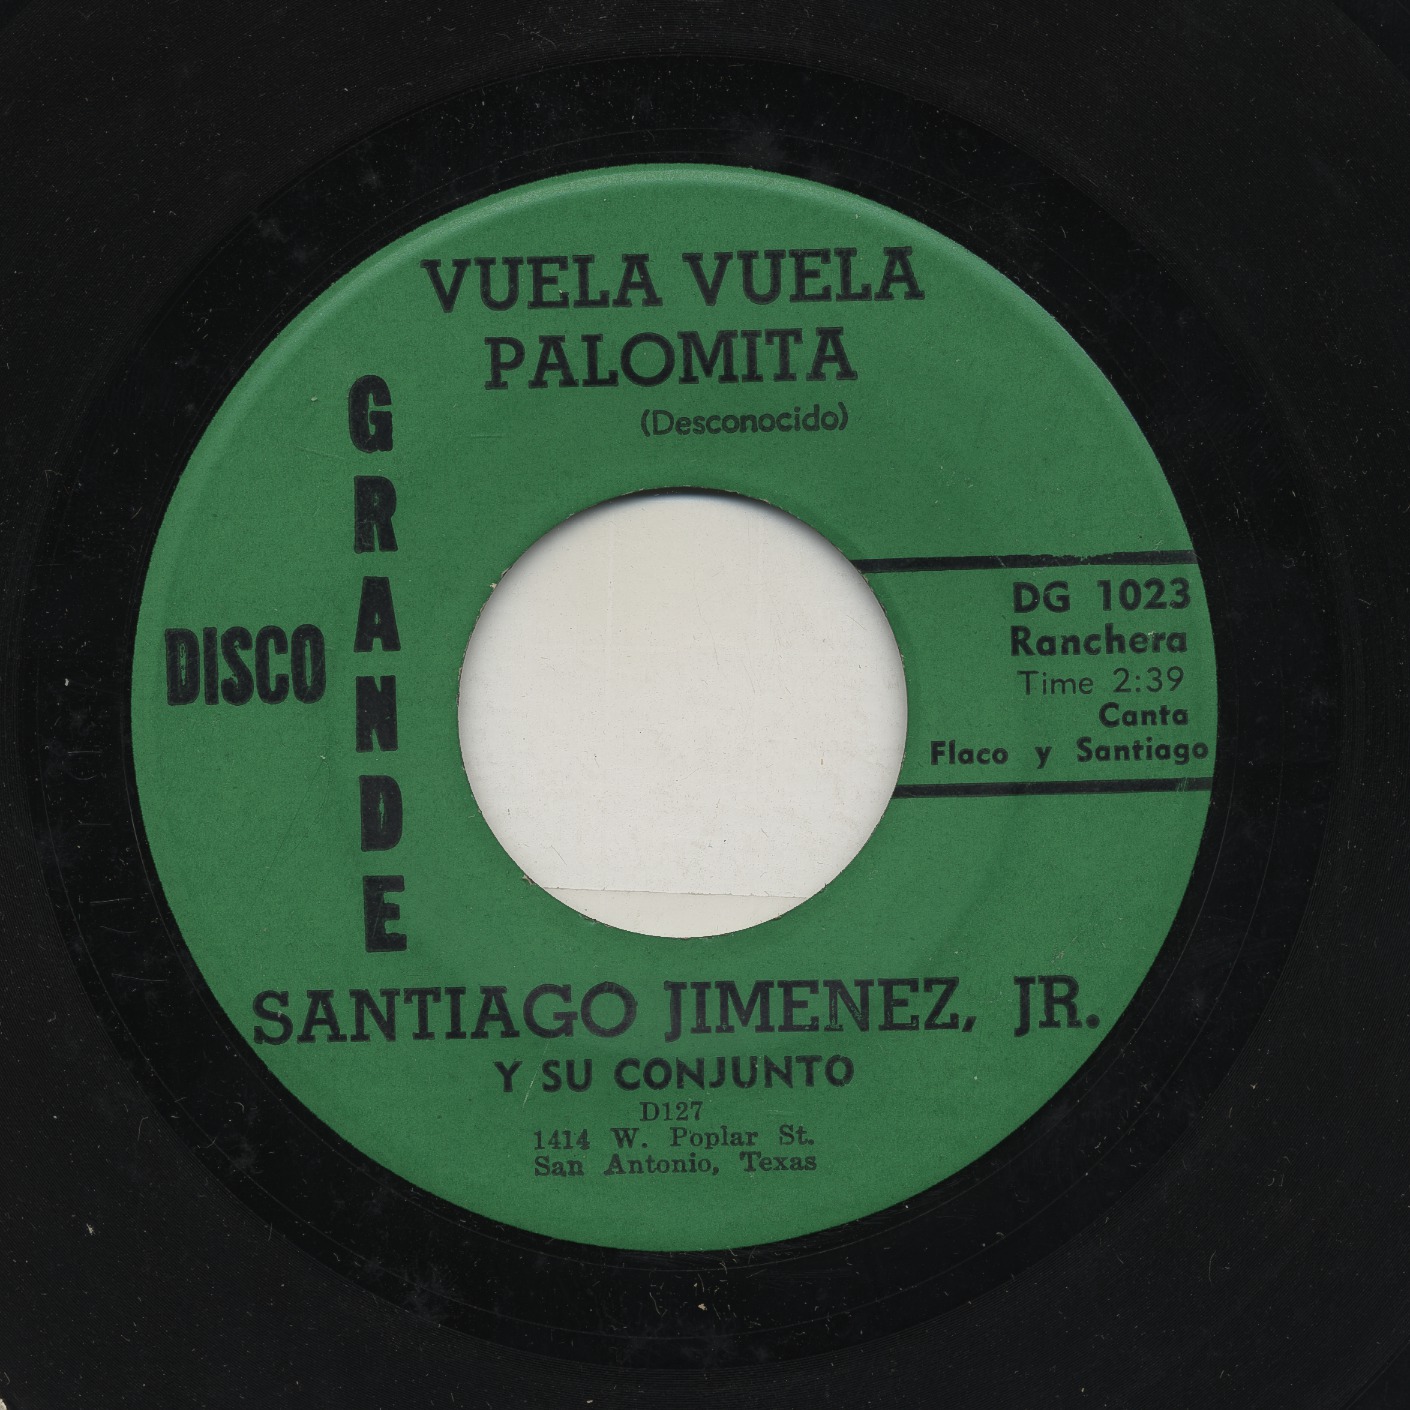 VUELA VUELA
PALOMITA
(Desconocido)
DISCO
GRANDE
DG 1023
Ranchera
Time 2:39
Canta
Flaco y Santiago
SANTIAGO JIMENEZ, JR.
Y SU CONJUNTO
D127
1414 W. Poplar St.
San Antonio, Texas